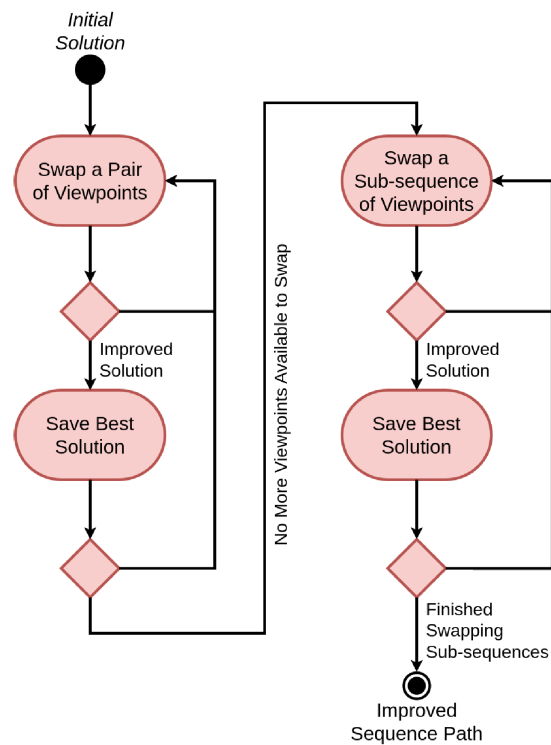 Initial
Solution
Swap a Pair
of Viewpoints
Improved
Solution
Save Best
Solution
No More Viewpoints Available to Swap
Swap a
Sub-sequence
of Viewpoints
Improved
Solution
Save Best
Solution
Finished
Swapping
Sub-sequences
Improved
Sequence Path